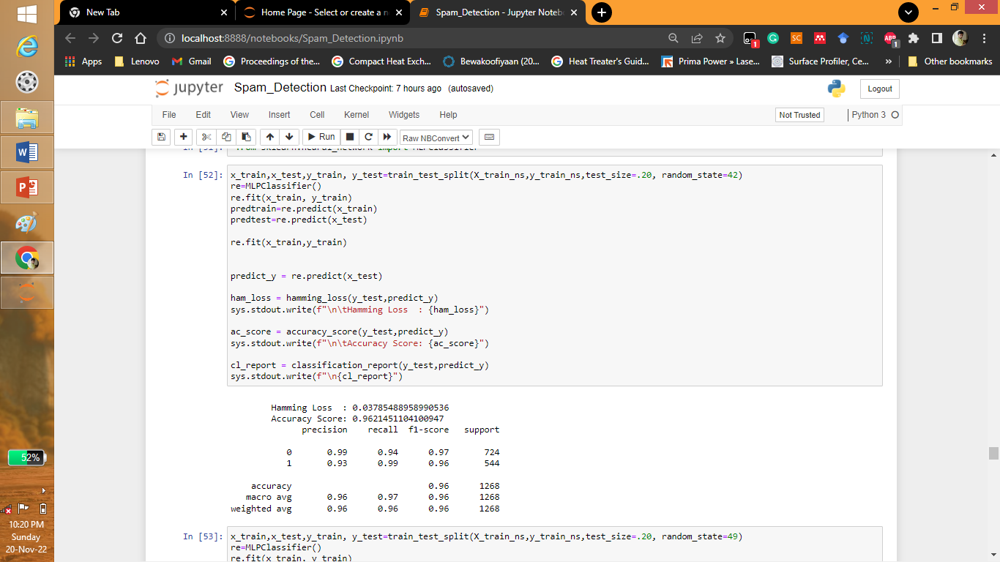 New Tab
Home Page - Select or create a n
Spam_Detection - Jupyter Noteb
localhost:8888/notebooks/Spam_Detection.ipynb
Apps Lenovo Gmail Proceedings of the... Compact Heat Exch... Bewakoofiyaan (20... Heat Treater's Guid... Prima Power » Lase... Surface Profiler, Ce... » Other bookmarks
jupyter Spam_Detection Last Checkpoint: 7 hours ago (autosaved) Logout
File Edit View Insert Cell Kernel Widgets Help Not Trusted Python 3
Run Raw NBConvert
In [51]: from sklearn.neural_network import MLPClassifier
In [52]: x_train,x_test,y_train, y_test=train_test_split(X_train_ns,y_train_ns,test_size=.20, random_state=42)
re=MLPClassifier()
re.fit(x_train, y_train)
predtrain=re.predict(x_train)
predtest=re.predict(x_test)
re.fit(x_train,y_train)
predict_y = re.predict(x_test)
ham_loss = hamming_loss(y_test,predict_y)
sys.stdout.write(f"\n\tHamming Loss  : {ham_loss}")
ac_score = accuracy_score(y_test,predict_y)
sys.stdout.write(f"\n\tAccuracy Score: {ac_score}")
cl_report = classification_report(y_test,predict_y)
sys.stdout.write(f"\n{cl_report}")
Hamming Loss  : 0.03785488958990536
Accuracy Score: 0.9621451104100947
precision recall f1-score support
0 0.99 0.94 0.97 724
1 0.93 0.99 0.96 544
accuracy 0.96 1268
macro avg 0.96 0.97 0.96 1268
weighted avg 0.96 0.96 0.96 1268
In [53]: x_train,x_test,y_train, y_test=train_test_split(X_train_ns,y_train_ns,test_size=.20, random_state=49)
re=MLPClassifier()
re.fit(x_train, y_train)
52%
10:20 PM
Sunday
20-Nov-22